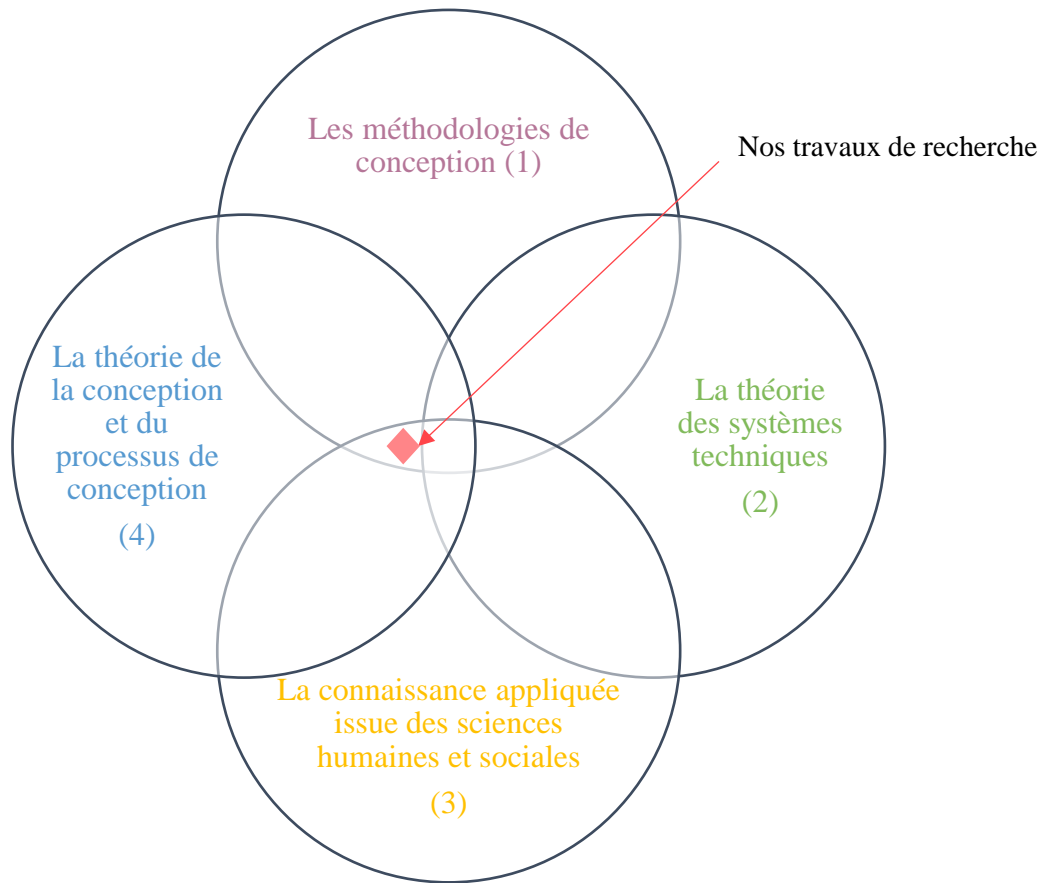 Les méthodologies de
conception (1)
Nos travaux de recherche
La théorie de
la conception
et du
processus de
conception
(4)
La théorie
des systèmes
techniques
(2)
La connaissance appliquée
issue des sciences
humaines et sociales
(3)